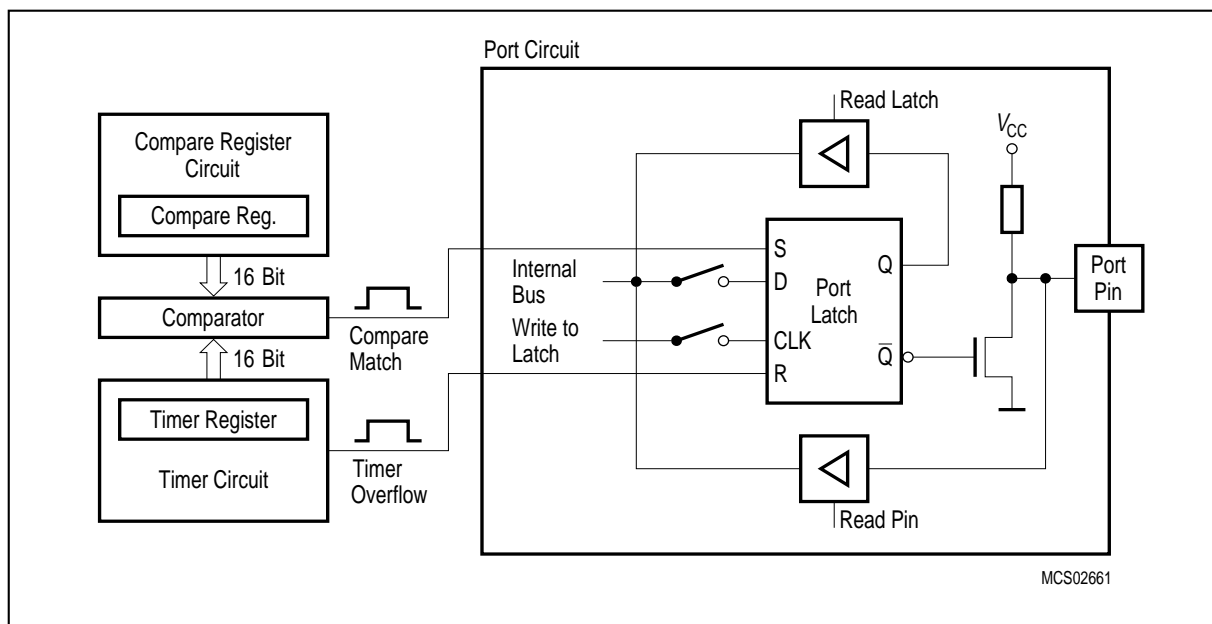 Port Circuit
Compare Register
Circuit
Compare Reg.
16 Bit
Comparator
16 Bit
Timer Register
Timer Circuit
Compare
Match
Timer
Overflow
Read Latch
VCC
Internal
Bus
Write to
Latch
S
D
CLK
R
Q
Port
Latch
Q̅
Port
Pin
Read Pin
MCS02661